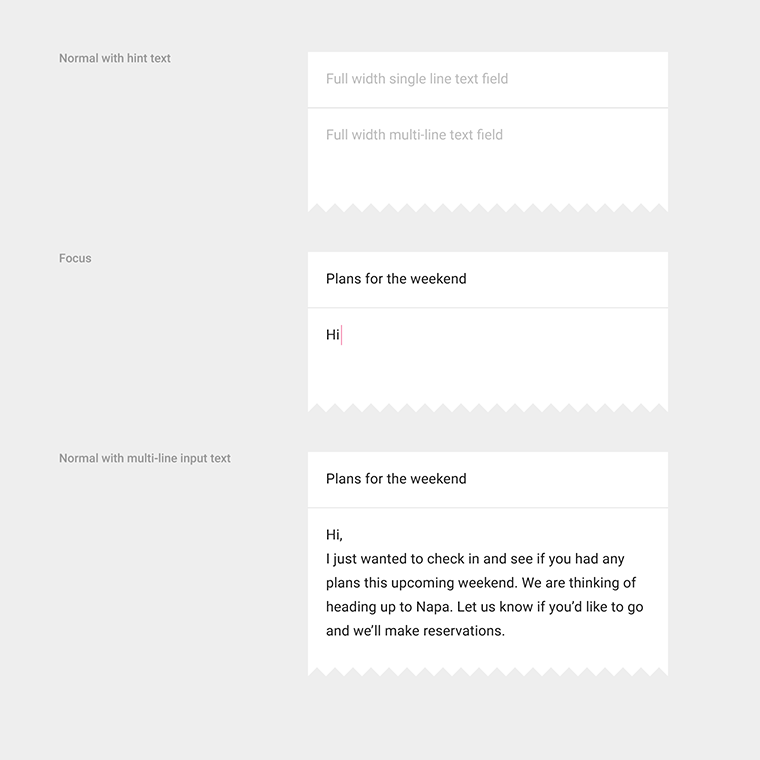 Normal with hint text
Full width single line text field
Full width multi-line text field
Focus
Plans for the weekend
Hi
Normal with multi-line input text
Plans for the weekend
Hi,
I just wanted to check in and see if you had any
plans this upcoming weekend. We are thinking of
heading up to Napa. Let us know if you’d like to go
and we’ll make reservations.